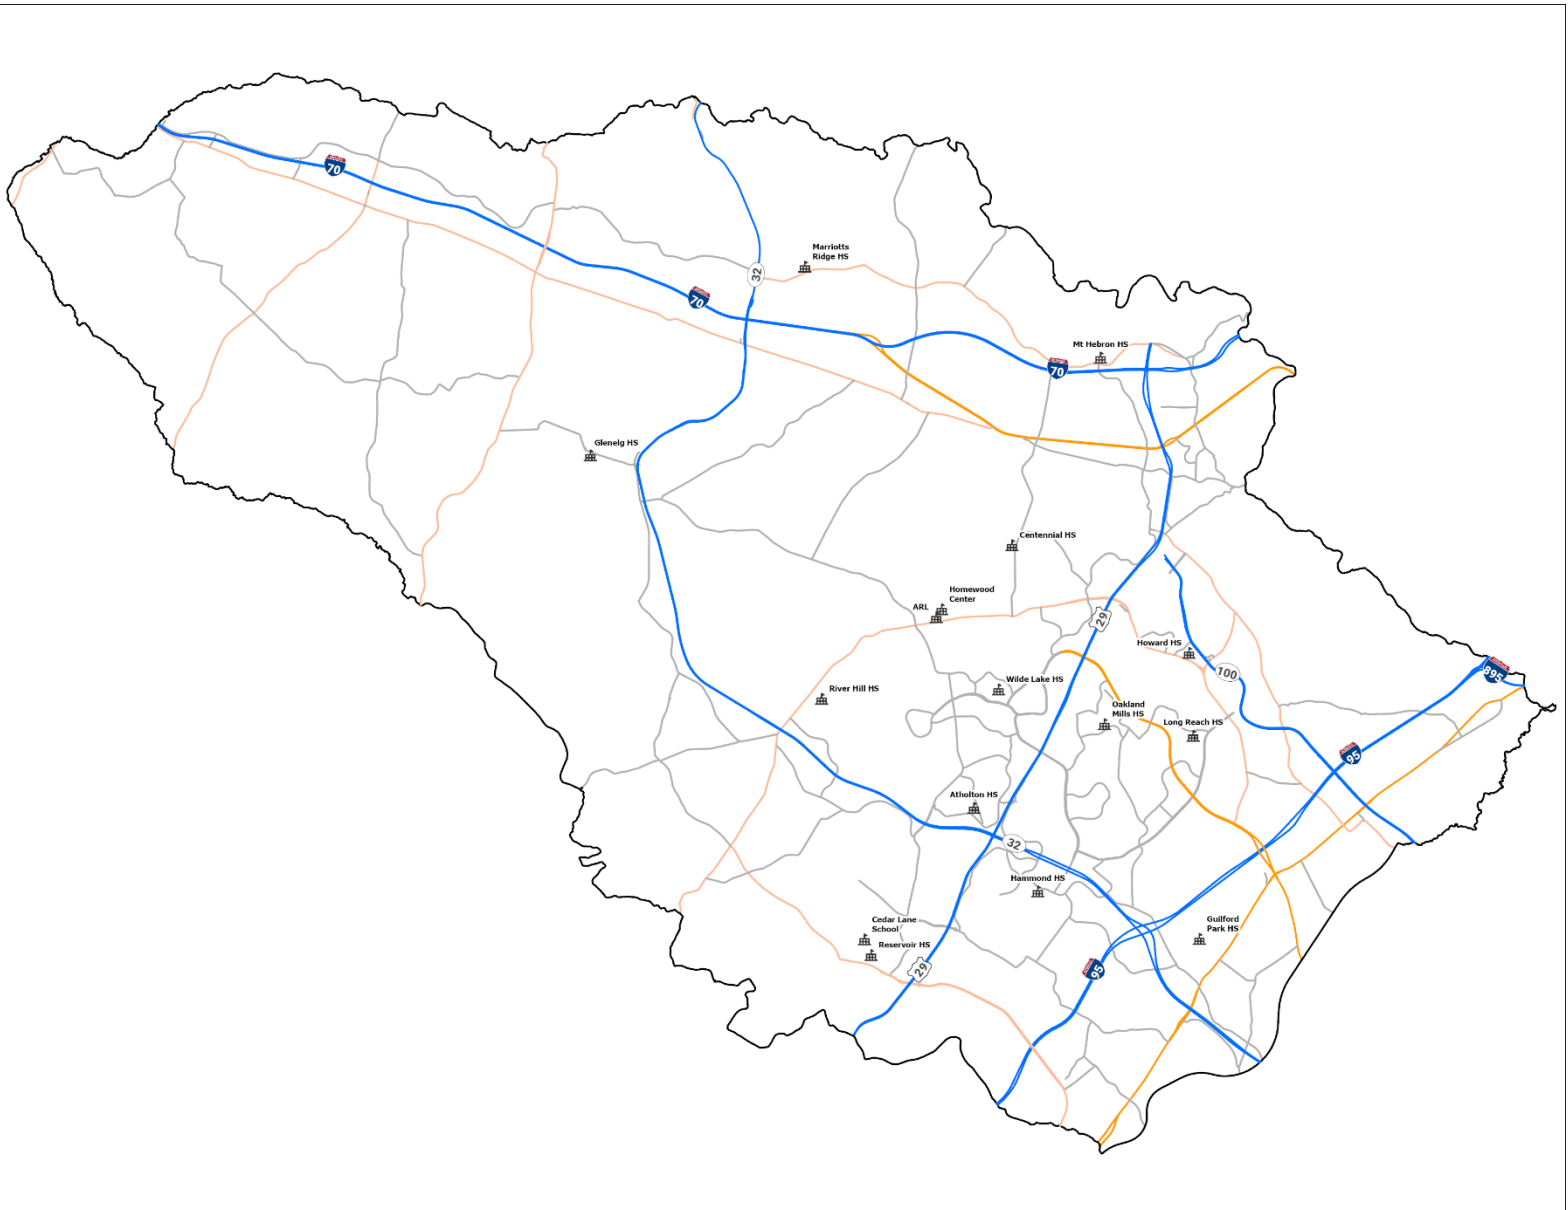 70
Marriotts
Ridge HS
32
70
Mt Hebron HS
70
Glenelg HS
Centennial HS
Homewood
Center
ARL
29
Howard HS
100
895
Wilde Lake HS
River Hill HS
Oakland
Mills HS
Long Reach HS
95
Atholton HS
32
Hammond HS
Cedar Lane
School
Guilford
Park HS
Reservoir HS
29
95